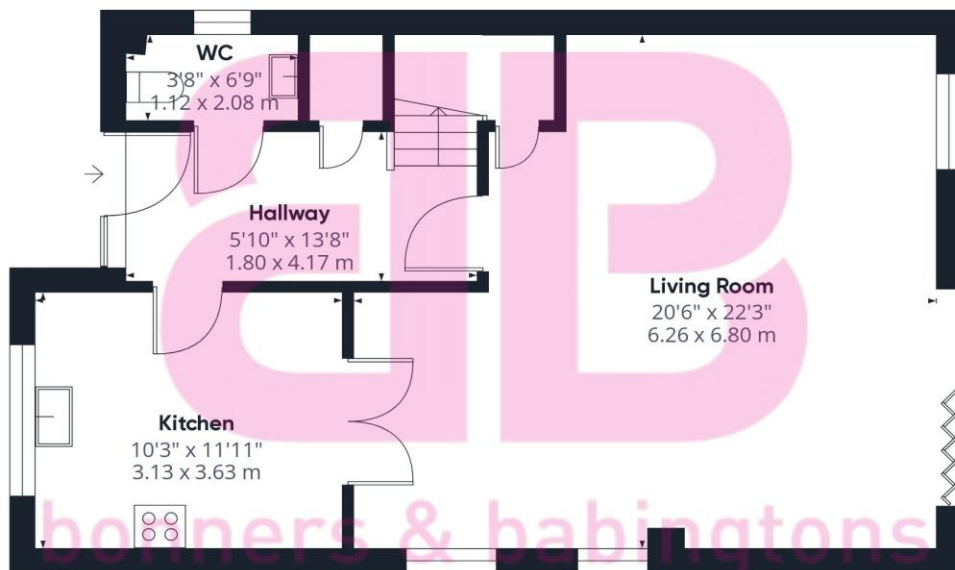 WC
3'8" x 6'9"
1.12 x 2.08 m
Hallway
5'10" x 13'8"
1.80 x 4.17 m
Living Room
20'6" x 22'3"
6.26 x 6.80 m
Kitchen
10'3" x 11'11"
3.13 x 3.63 m
bonners & babingtons